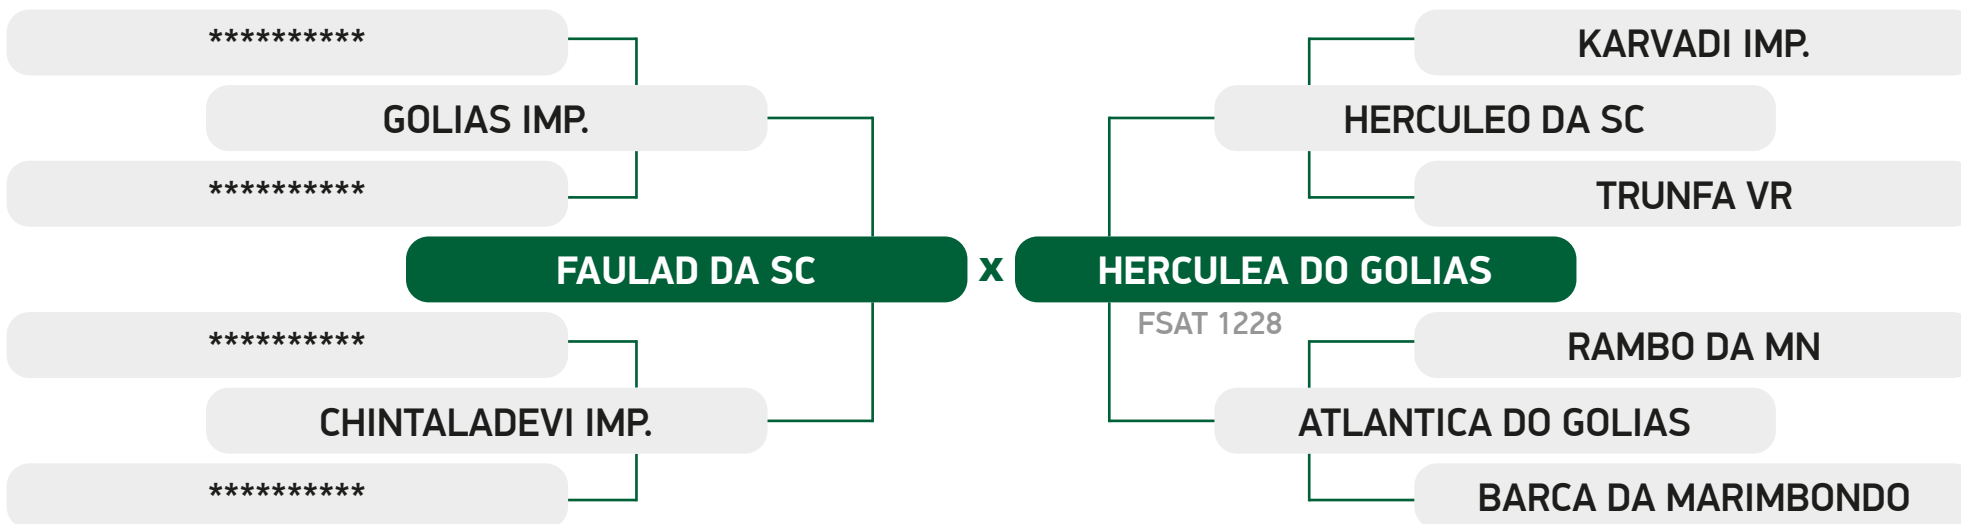 **********
GOLIAS IMP.
**********
FAULAD DA SC
**********
CHINTALADEVI IMP.
**********
x
KARVADI IMP.
HERCULEO DA SC
TRUNFA VR
HERCULEA DO GOLIAS
FSAT 1228
RAMBO DA MN
ATLANTICA DO GOLIAS
BARCA DA MARIMBONDO